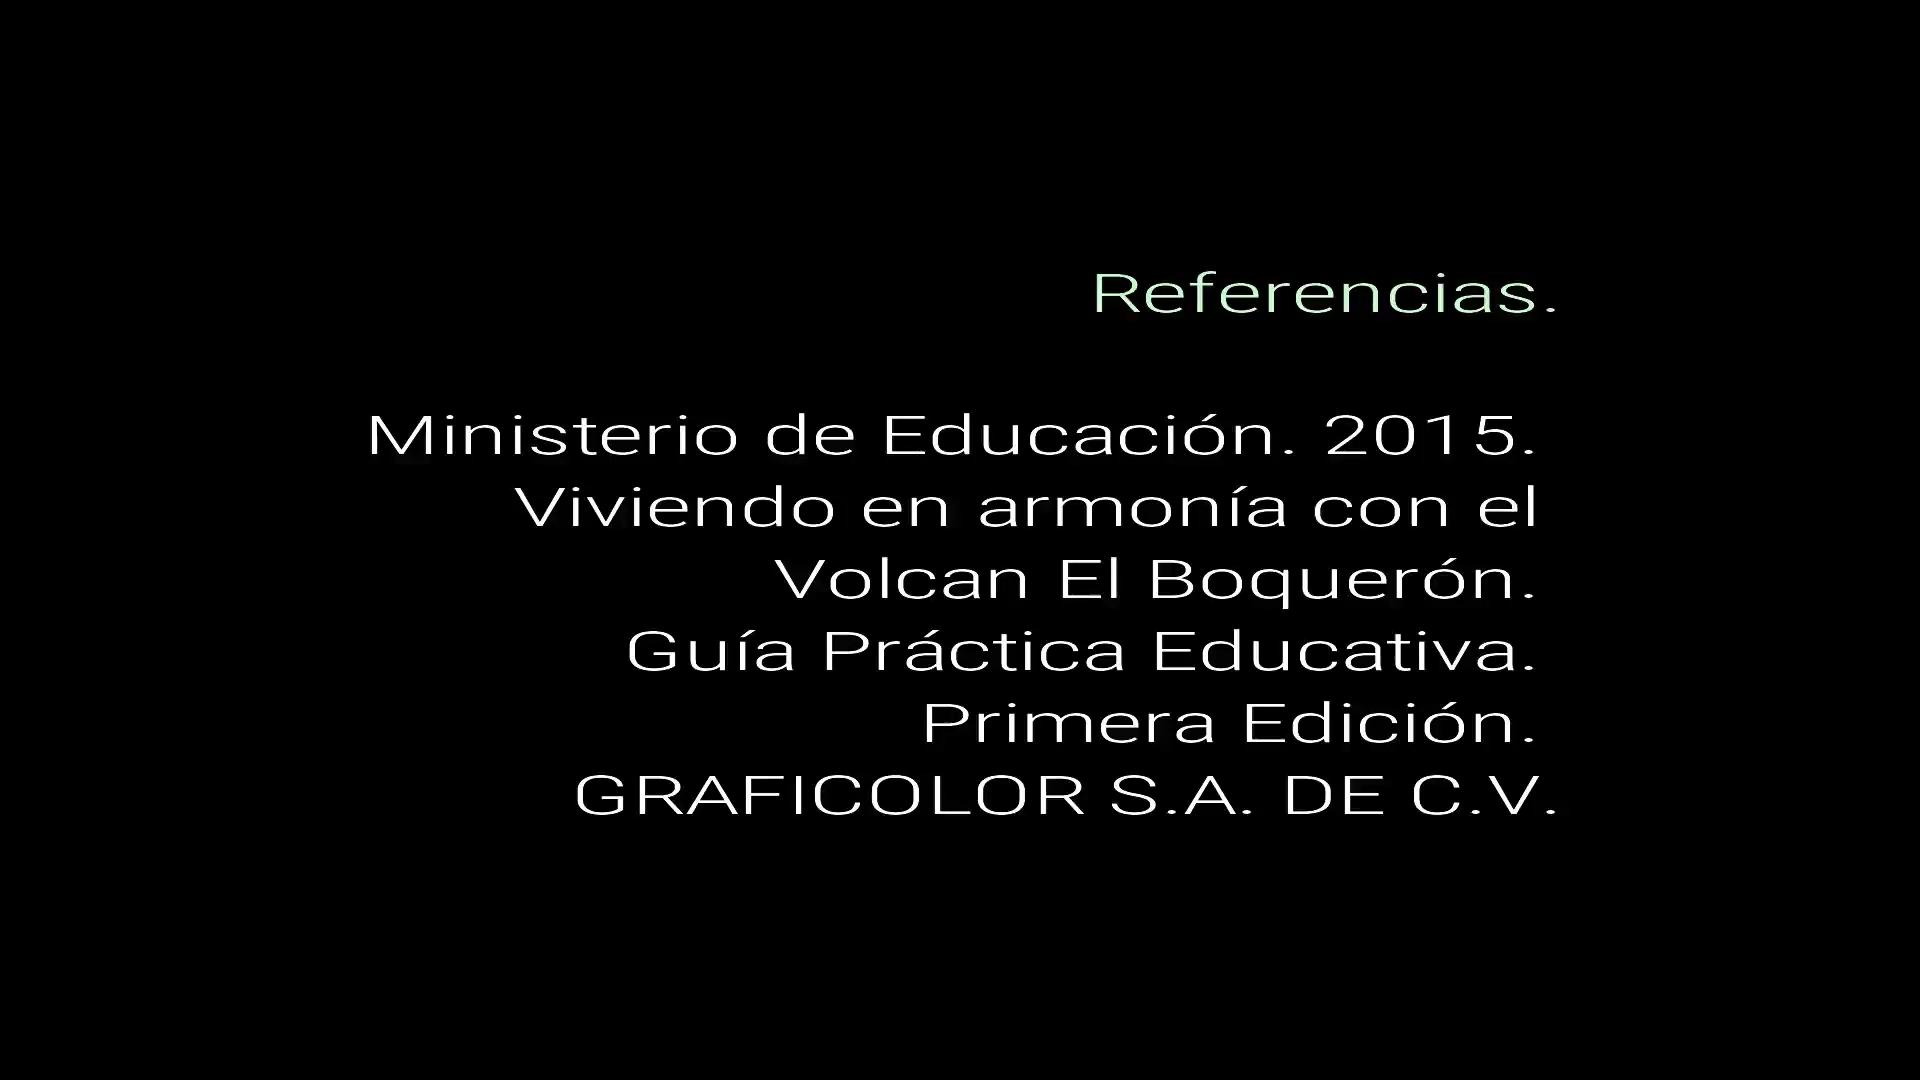 Referencias.
Ministerio de Educación. 2015.
Viviendo en armonía con el
Volcan El Boquerón.
Guía Práctica Educativa.
Primera Edición.
GRAFICOLOR S.A. DE C.V.